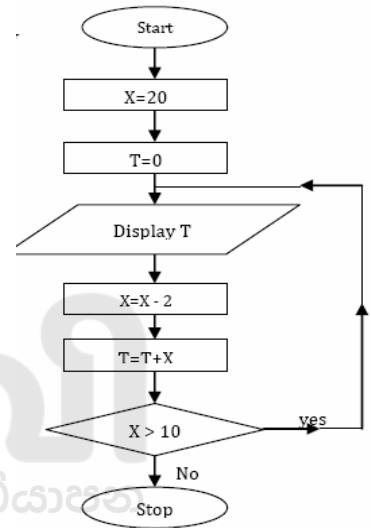 Start
X=20
T=0
Display T
X=X - 2
T=T+X
X > 10
yes
No
Stop